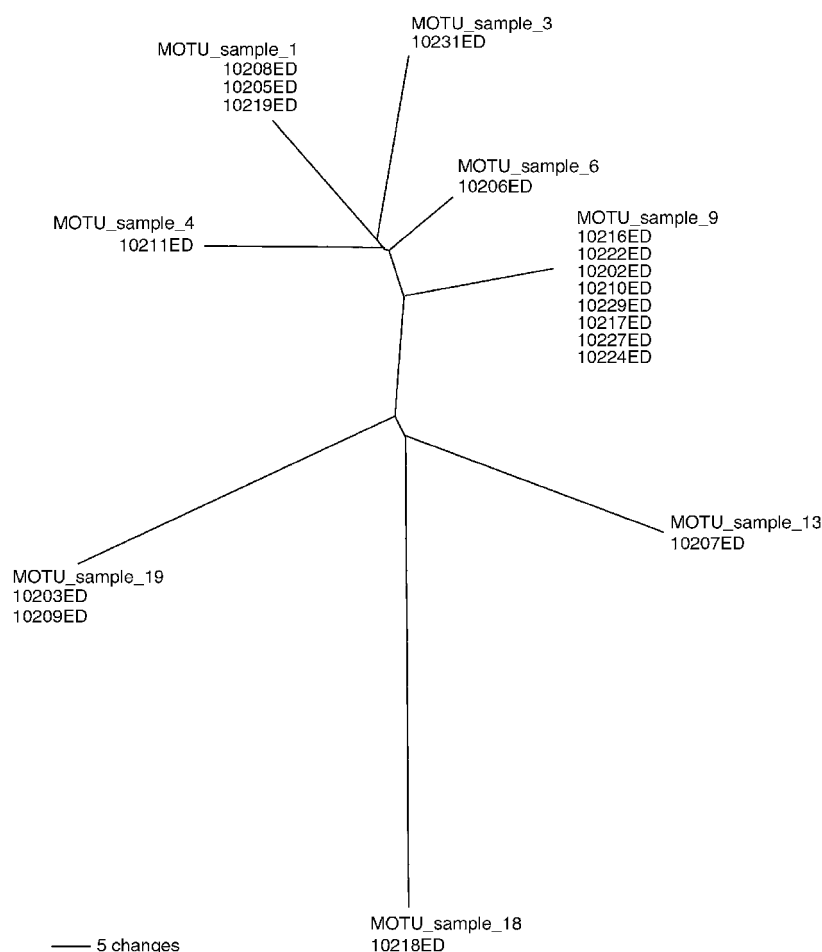 MOTU_sample_3
10231ED
MOTU_sample_1
10208ED
10205ED
10219ED
MOTU_sample_6
10206ED
MOTU_sample_4
10211ED
MOTU_sample_9
10216ED
10222ED
10202ED
10210ED
10229ED
10217ED
10227ED
10224ED
MOTU_sample_13
10207ED
MOTU_sample_19
10203ED
10209ED
MOTU_sample_18
10218ED
5 changes